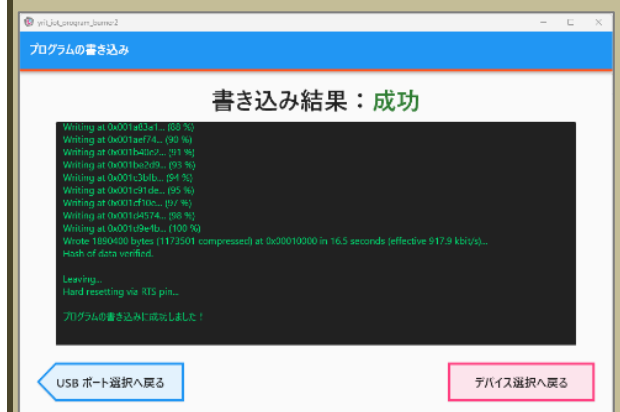 wit_iot_program_burner2
プログラムの書き込み
書き込み結果：成功
Writing at 0x001a83a1... (88 %)
Writing at 0x001aef74... (90 %)
Writing at 0x001b40e2... (91 %)
Writing at 0x001ba2d9... (93 %)
Writing at 0x001c3bfb... (94 %)
Writing at 0x001c91de... (95 %)
Writing at 0x001cf10e... (97 %)
Writing at 0x001d4574... (98 %)
Writing at 0x001d9e4b... (100 %)
Wrote 1890400 bytes (1173501 compressed) at 0x00010000 in 16.5 seconds (effective 917.9 kbit/s)...
Hash of data verified.
Leaving...
Hard resetting via RTS pin...
プログラムの書き込みに成功しました！
USB ポート選択へ戻る
デバイス選択へ戻る